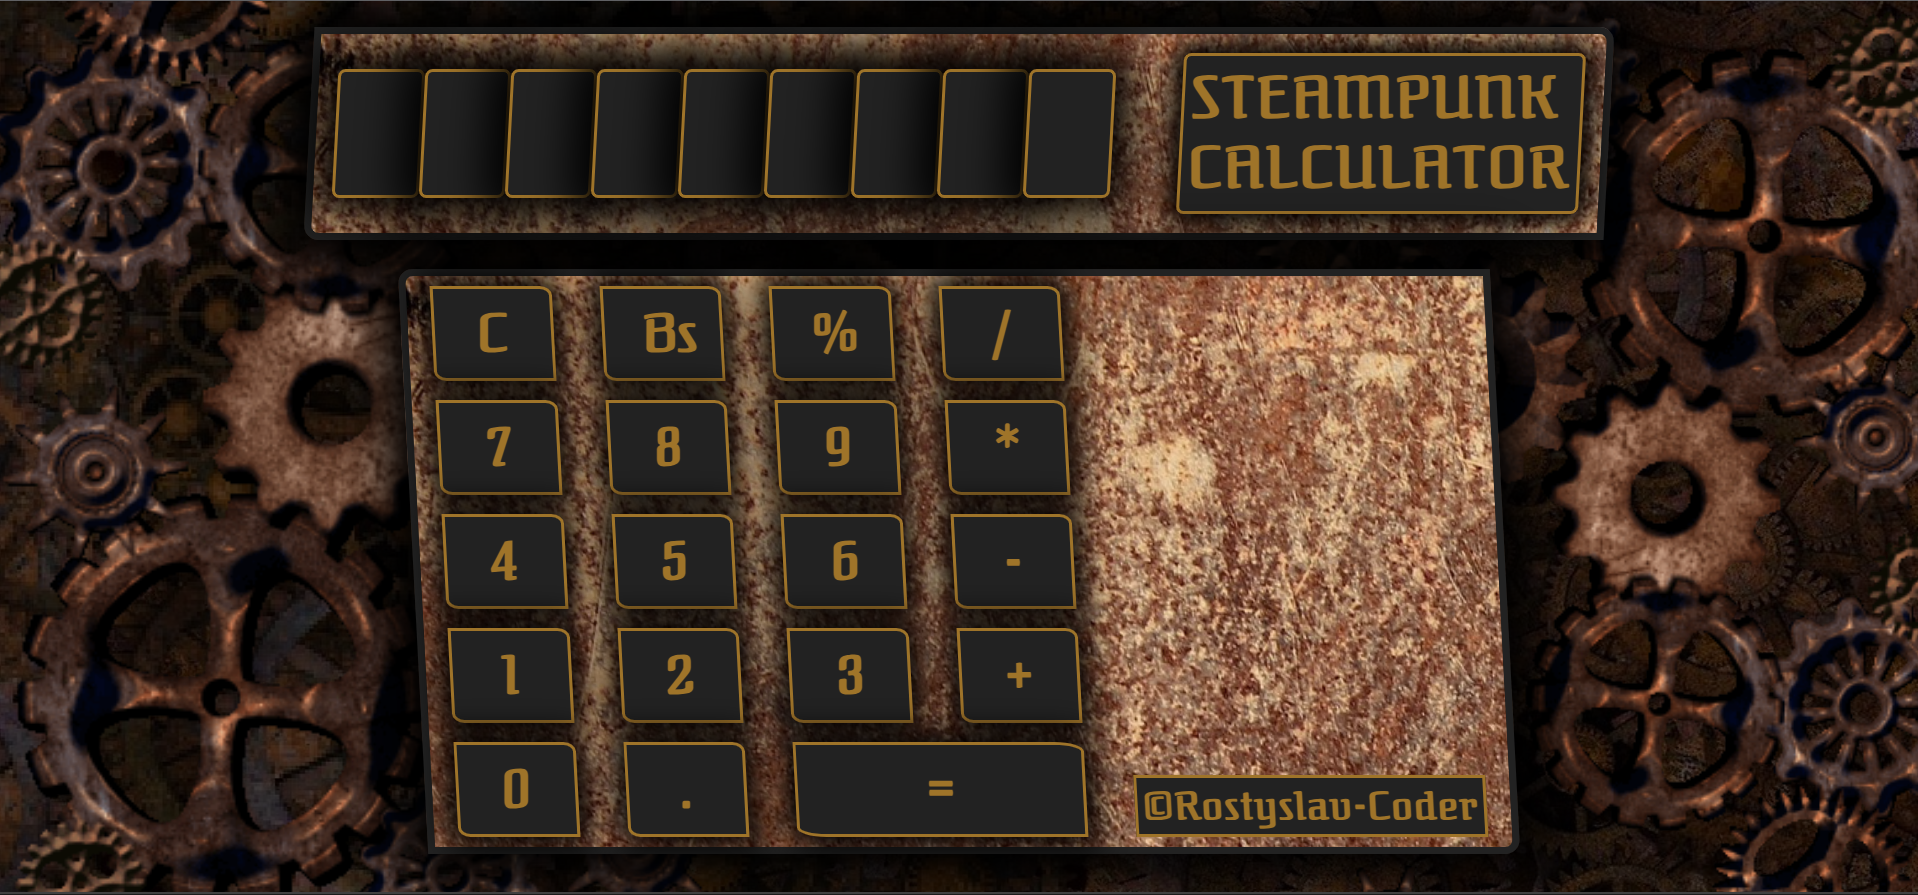 STEAMPUNK
CALCULATOR
C Bs % /
7 8 9 *
4 5 6 -
1 2 3 +
0 . =
©Rostyslav-Coder